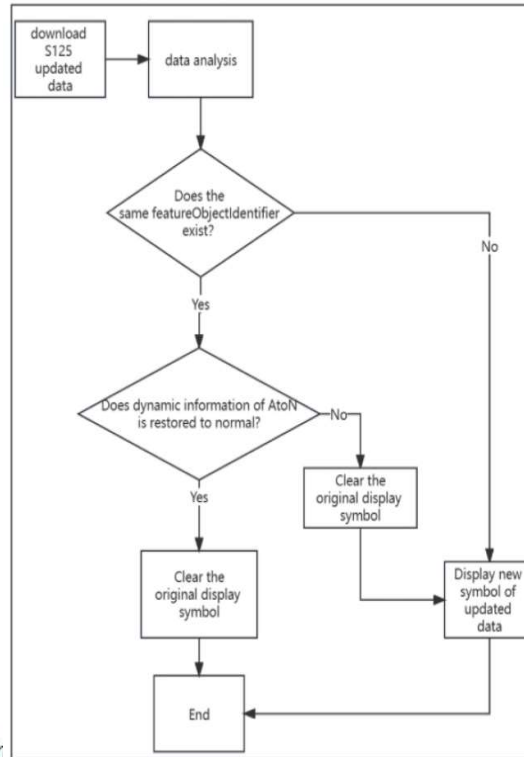 download
S125
updated
data
data analysis
Does the
same featureObjectIdentifier
exist?
No
Yes
Does dynamic information of AtoN
is restored to normal?
No
Yes
Clear the
original display
symbol
Clear the
original display
symbol
Display new
symbol of
updated
data
End